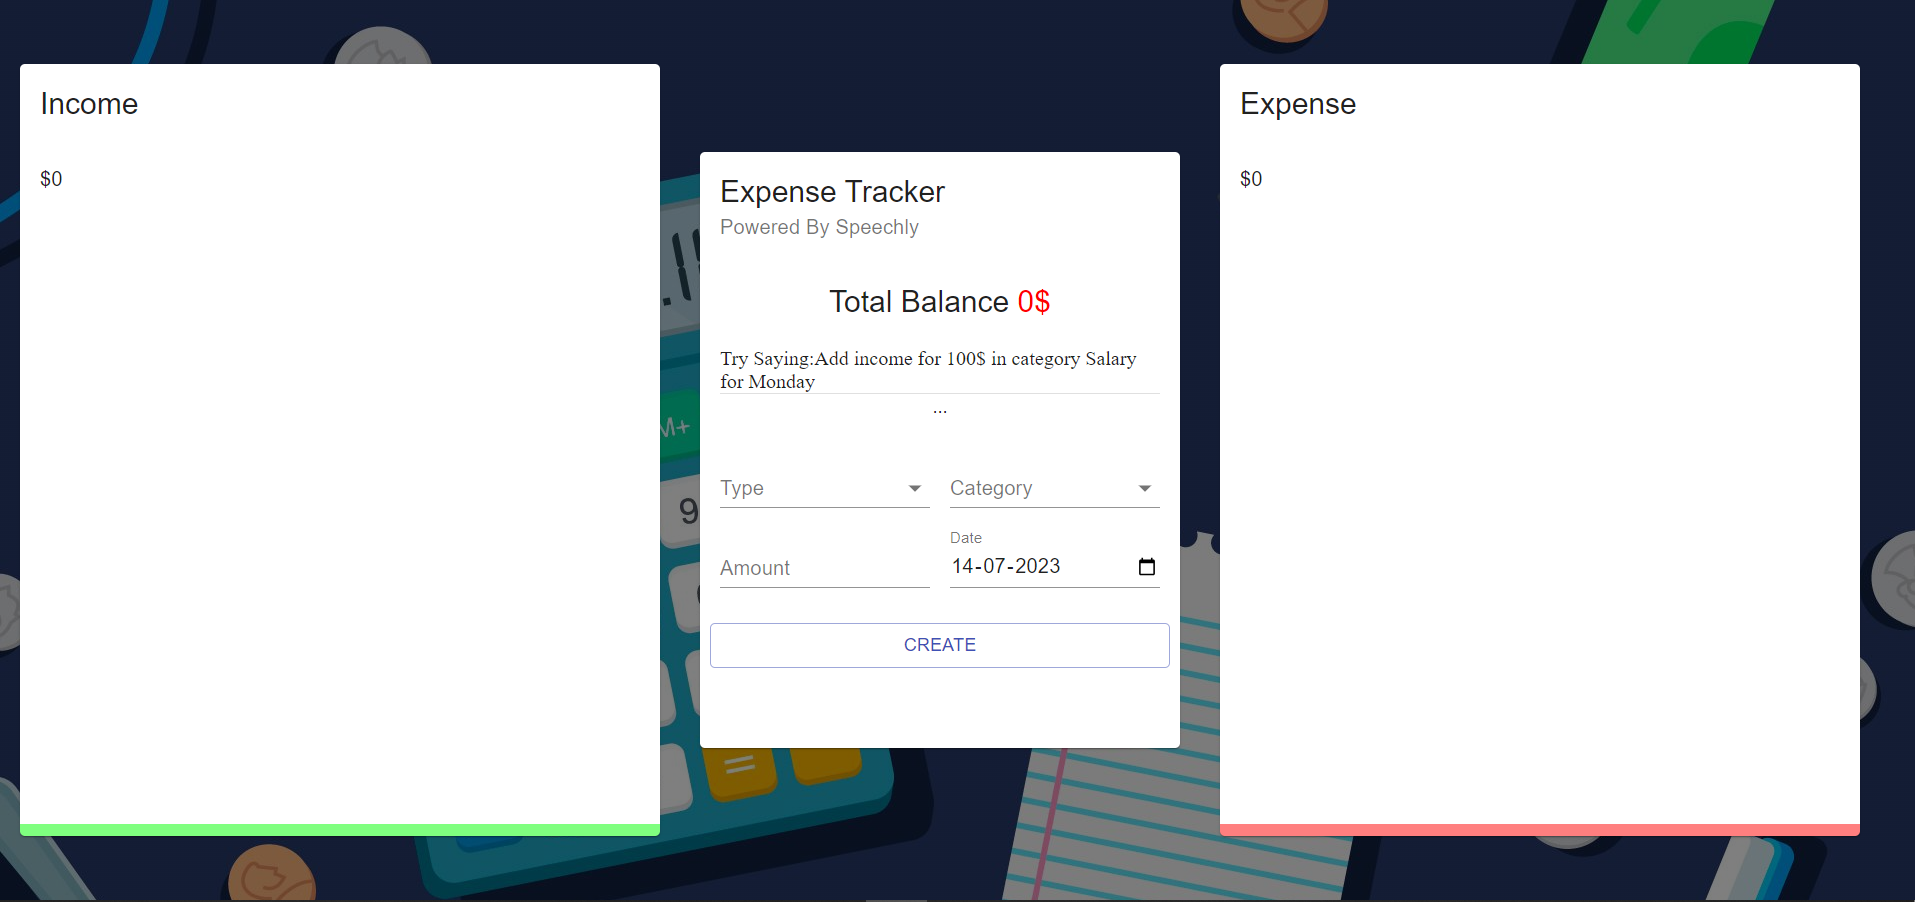 Income
$0
Expense Tracker
Powered By Speechly
Total Balance 0$
Try Saying:Add income for 100$ in category Salary
for Monday
...
Type
Category
Amount
Date
14-07-2023
CREATE
Expense
$0
M+
9
=